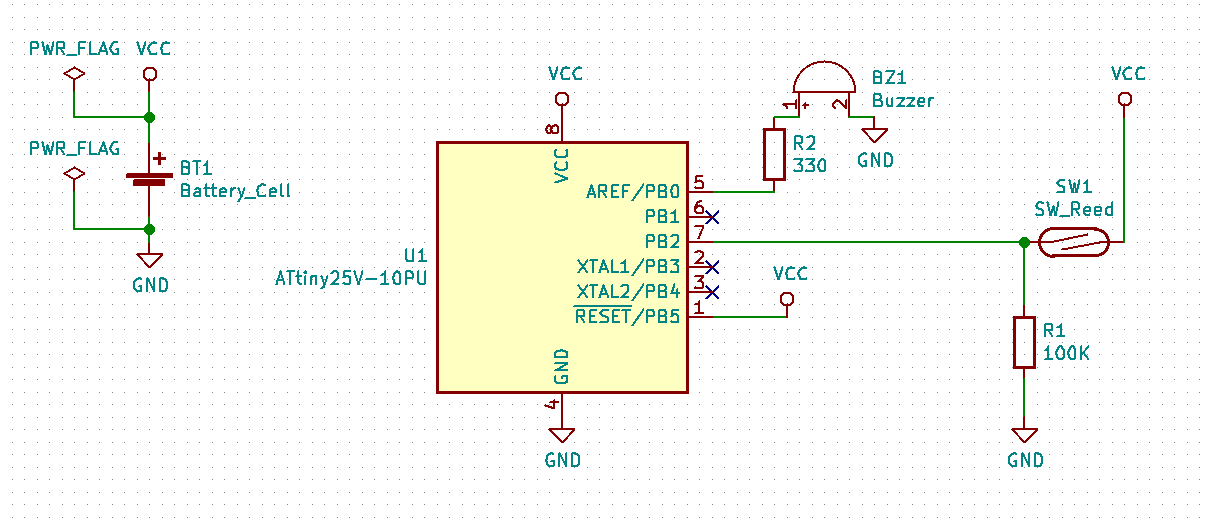 PWR_FLAG
VCC
PWR_FLAG
+
BT1
Battery_Cell
GND
VCC
8
VCC
U1
ATtiny25V-10PU
AREF/PB0
5
PB1
6
PB2
7
XTAL1/PB3
2
XTAL2/PB4
3
RESET/PB5
1
GND
4
GND
BZ1
Buzzer
1
+
2
R2
330
GND
VCC
VCC
SW1
SW_Reed
R1
100K
GND